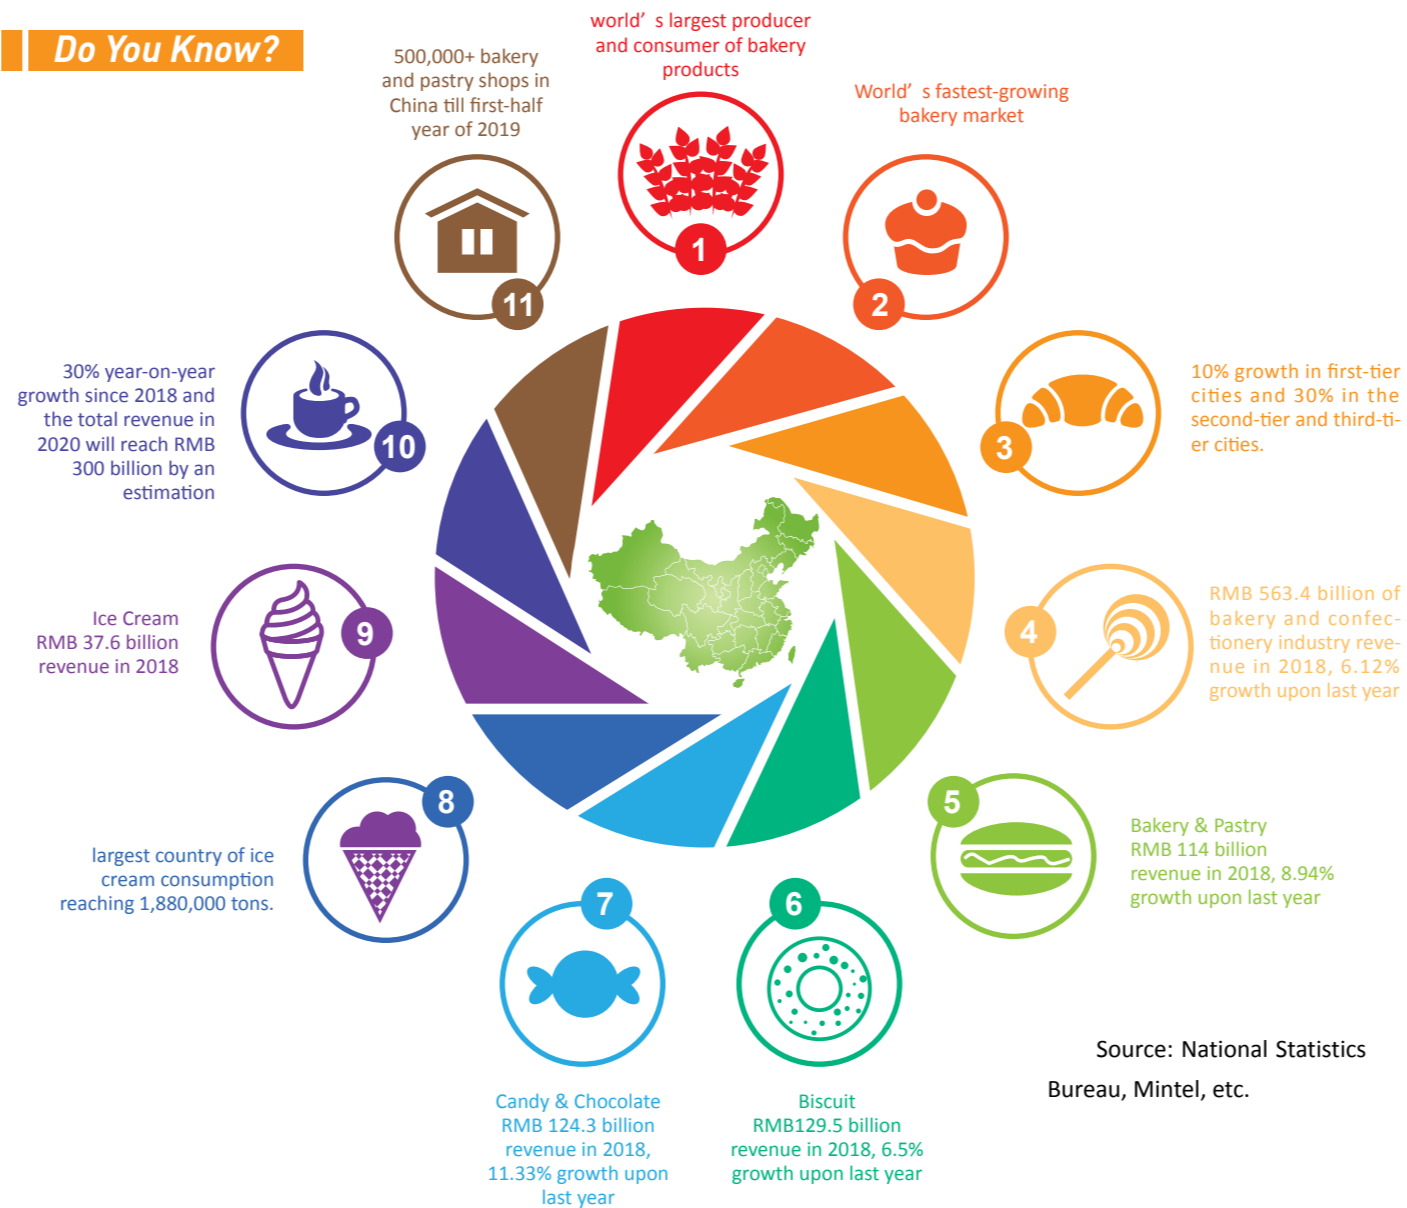 Do You Know?
world’s largest producer
and consumer of bakery
products
1
World’s fastest-growing
bakery market
2
10% growth in first-tier
cities and 30% in the
second-tier and third-ti-
er cities.
3
RMB 563.4 billion of
bakery and confec-
tionery industry reve-
nue in 2018, 6.12%
growth upon last year
4
Bakery & Pastry
RMB 114 billion
revenue in 2018, 8.94%
growth upon last year
5
Biscuit
RMB129.5 billion
revenue in 2018, 6.5%
growth upon last year
6
Candy & Chocolate
RMB 124.3 billion
revenue in 2018,
11.33% growth upon
last year
7
largest country of ice
cream consumption
reaching 1,880,000 tons.
8
Ice Cream
RMB 37.6 billion
revenue in 2018
9
30% year-on-year
growth since 2018 and
the total revenue in
2020 will reach RMB
300 billion by an
estimation
10
500,000+ bakery
and pastry shops in
China till first-half
year of 2019
11
Source: National Statistics
Bureau, Mintel, etc.